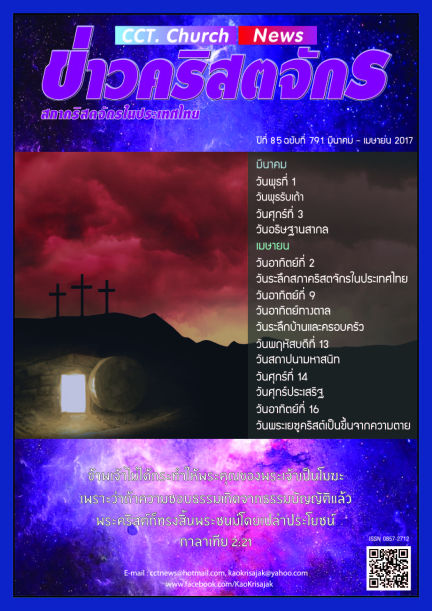 CCT. Church News
ข่าวคริสตจักร
สภาคริสตจักรในประเทศไทย
ปีที่ 85 ฉบับที่ 791 มีนาคม - เมษายน 2017
มีนาคม
วันพุธที่ 1
วันพุธรับเถ้า
วันศุกร์ที่ 3
วันอธิษฐานสากล
เมษายน
วันอาทิตย์ที่ 2
วันระลึกสภาคริสตจักรในประเทศไทย
วันอาทิตย์ที่ 9
วันอาทิตย์ทางตาล
วันระลึกบ้านและครอบครัว
วันพฤหัสบดีที่ 13
วันสถาปนามหาสนิท
วันศุกร์ที่ 14
วันศุกร์ประเสริฐ
วันอาทิตย์ที่ 16
วันพระเยซูคริสต์เป็นขึ้นจากความตาย
ข้าพเจ้าไม่ได้กระทำให้พระคุณของพระเจ้าเป็นโมฆะ
เพราะว่าถ้าความชอบธรรมเกิดจากธรรมบัญญัติแล้ว
พระคริสต์ก็ทรงสิ้นพระชนม์โดยเปล่าประโยชน์
กาลาเทีย 2:21
ISSN 0857-2712
E-mail : cctnews@hotmail.com, kaokrisajak@yahoo.com
www.facebook.com/KaoKrisajak